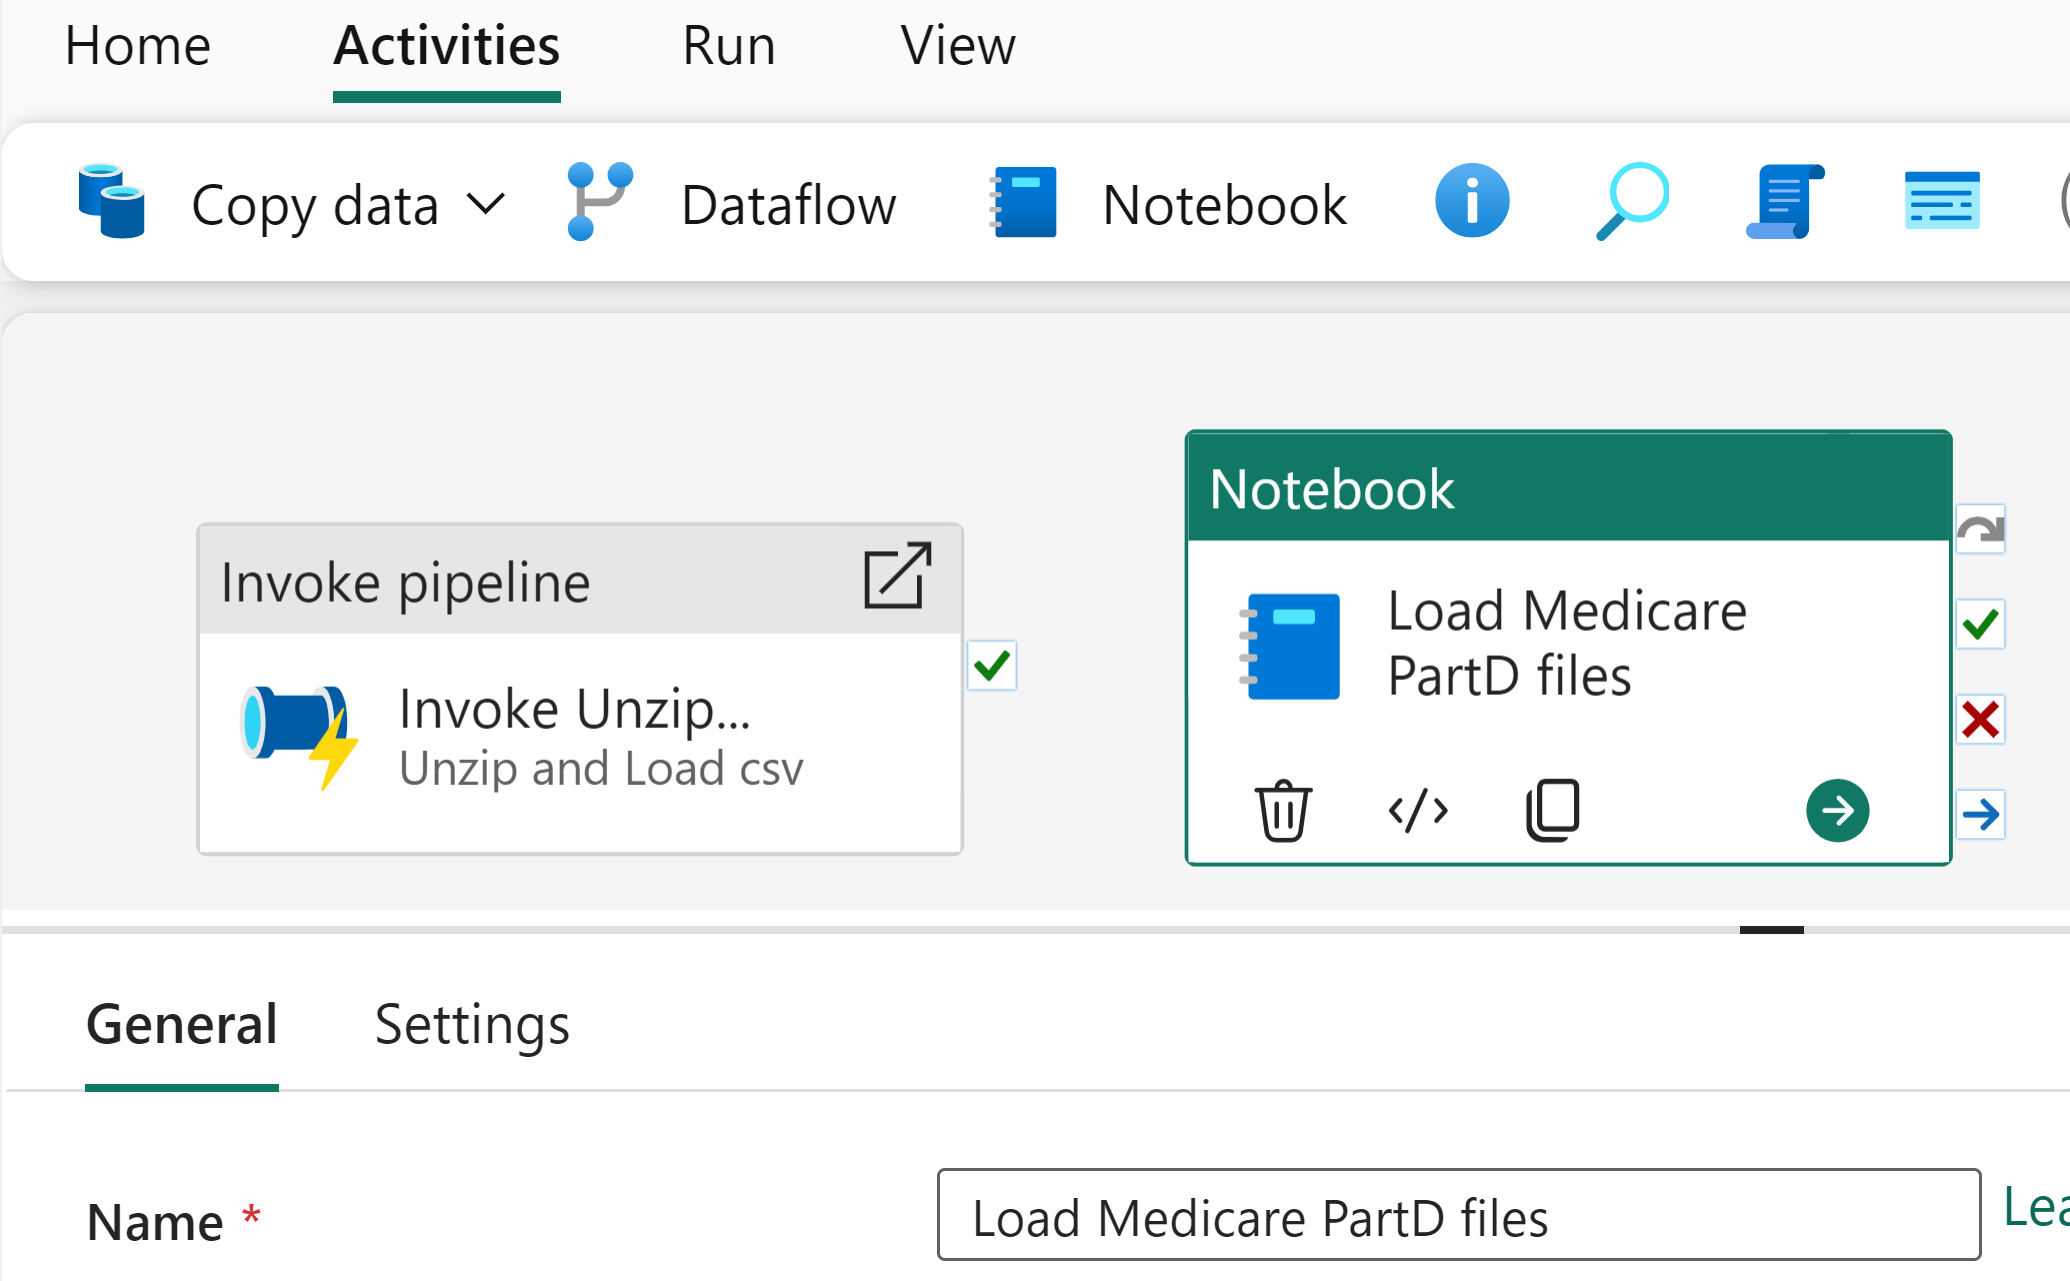 Home Activities Run View
Copy data Dataflow Notebook
Invoke pipeline
Invoke Unzip...
Unzip and Load csv
Notebook
Load Medicare
PartD files
General Settings
Name *
Load Medicare PartD files